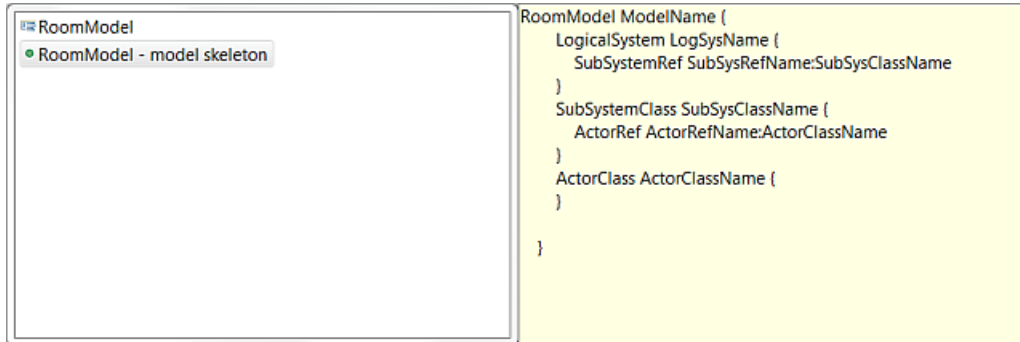 RoomModel
RoomModel - model skeleton
RoomModel ModelName {
LogicalSystem LogSysName {
SubSystemRef SubSysRefName:SubSysClassName
}
SubSystemClass SubSysClassName {
ActorRef ActorRefName:ActorClassName
}
ActorClass ActorClassName {
}
}